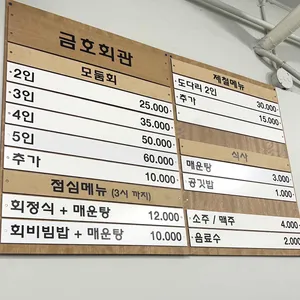 금호회관
모둠회
2인 25.000
3인 35.000
4인 50.000
5인 60.000
추가 10.000
점심메뉴 (3시 까지)
회정식 + 매운탕 12.000
회비빔밥 + 매운탕 10.000
제철메뉴
도다리 2인 30.000
추가 15.000
식사
매운탕 3.000
공깃밥 1.000
소주 / 맥주 4.000
음료수 2.000